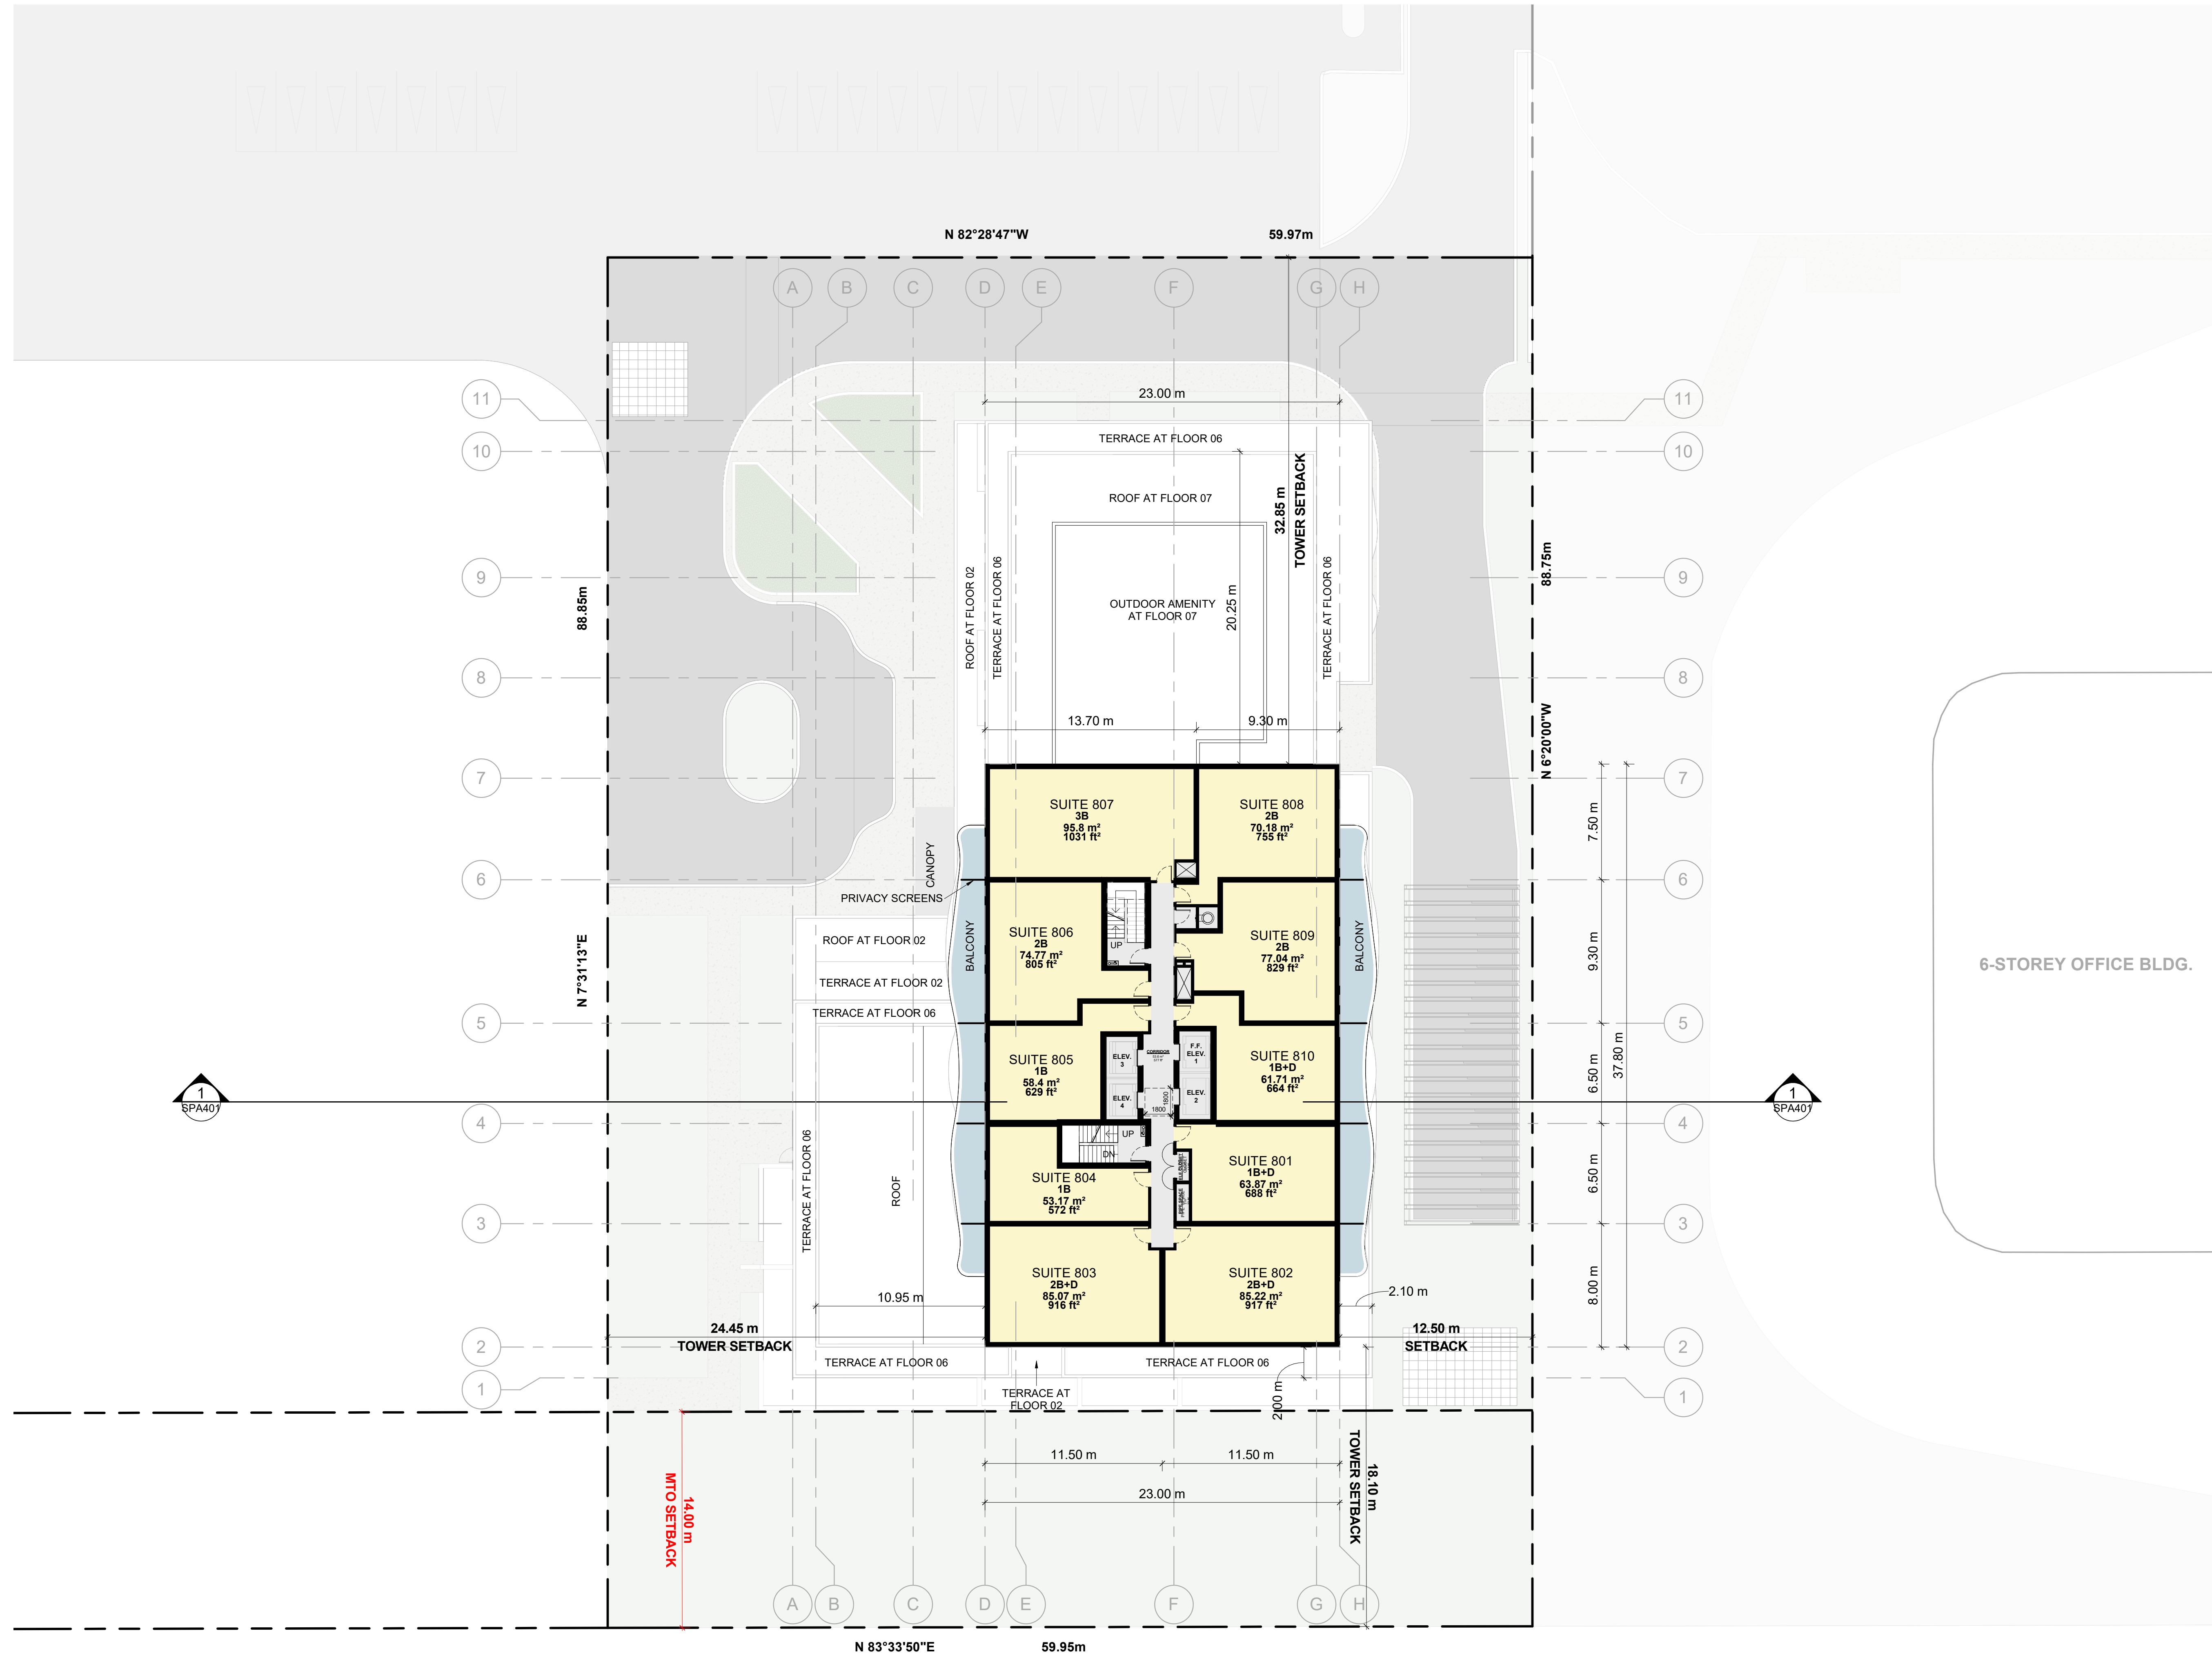 N 82°28'47"W
59.97m
A
B
C
D
E
F
G
H
11
11
23.00 m
10
10
TERRACE AT FLOOR 06
ROOF AT FLOOR 07
32.85 m
TOWER SETBACK
9
9
88.85m
88.75m
ROOF AT FLOOR 02
TERRACE AT FLOOR 06
OUTDOOR AMENITY
AT FLOOR 07
20.25 m
TERRACE AT FLOOR 06
8
8
13.70 m
9.30 m
N 6°20'00"W
7
7
SUITE 807
3B
95.8 m²
1031 ft²
SUITE 808
2B
70.18 m²
755 ft²
7.50 m
CANOPY
6
6
PRIVACY SCREENS
BALCONY
ROOF AT FLOOR 02
SUITE 806
2B
74.77 m²
805 ft²
UP
SUITE 809
2B
77.04 m²
829 ft²
BALCONY
9.30 m
6-STOREY OFFICE BLDG.
N 7°31'13"E
TERRACE AT FLOOR 02
TERRACE AT FLOOR 06
5
5
SUITE 805
1B
58.4 m²
629 ft²
ELEV.
3
ELEV.
4
CORRIDOR
F.F.
ELEV.
1
ELEV.
2
1800
1800
SUITE 810
1B+D
61.71 m²
664 ft²
6.50 m
37.80 m
1
SPA401
1
SPA401
4
4
UP
DN
TERRACE AT FLOOR 06
ROOF
SUITE 804
1B
53.17 m²
572 ft²
SUITE 801
1B+D
63.87 m²
688 ft²
6.50 m
3
3
SUITE 803
2B+D
85.07 m²
916 ft²
SUITE 802
2B+D
85.22 m²
917 ft²
8.00 m
10.95 m
2.10 m
24.45 m
TOWER SETBACK
12.50 m
SETBACK
2
2
TERRACE AT FLOOR 06
TERRACE AT FLOOR 06
1
1
TERRACE AT
FLOOR 02
2.00 m
11.50 m
11.50 m
23.00 m
TOWER SETBACK
18.10 m
MTO SETBACK
14.00 m
A
B
C
D
E
F
G
H
N 83°33'50"E
59.95m